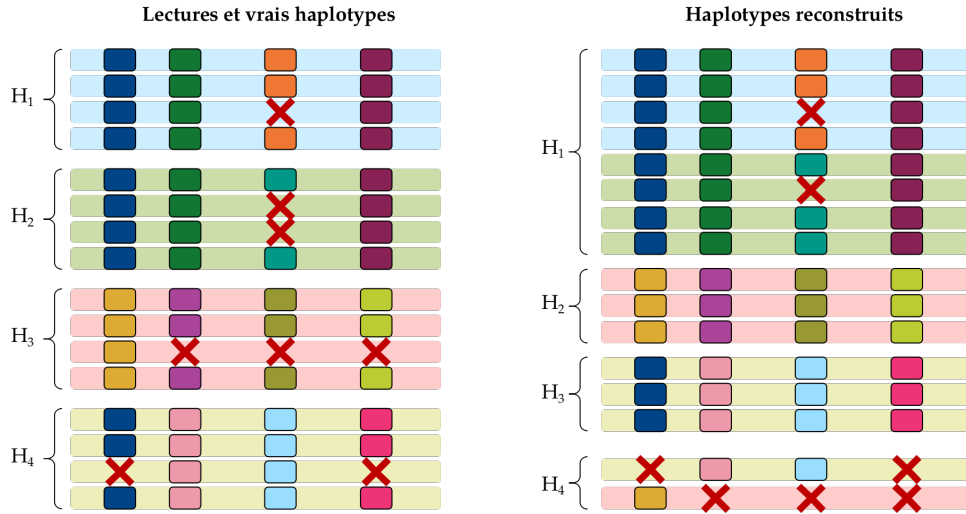 Lectures et vrais haplotypes
H1
H2
H3
H4
Haplotypes reconstruits
H1
H2
H3
H4